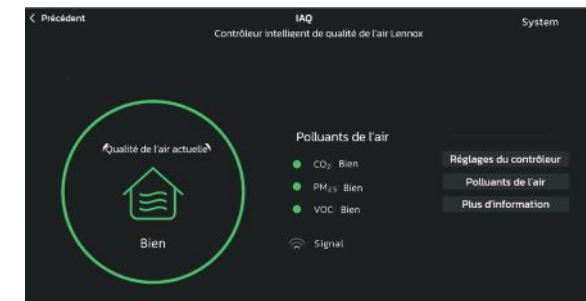 Précédent
IAQ
System
Contrôleur intelligent de qualité de l'air Lennox
Qualité de l'air actuelle
Bien
Polluants de l'air
CO₂: Bien
PM₂.₅: Bien
VOC: Bien
Signal
Réglages du contrôleur
Polluants de l'air
Plus d'information